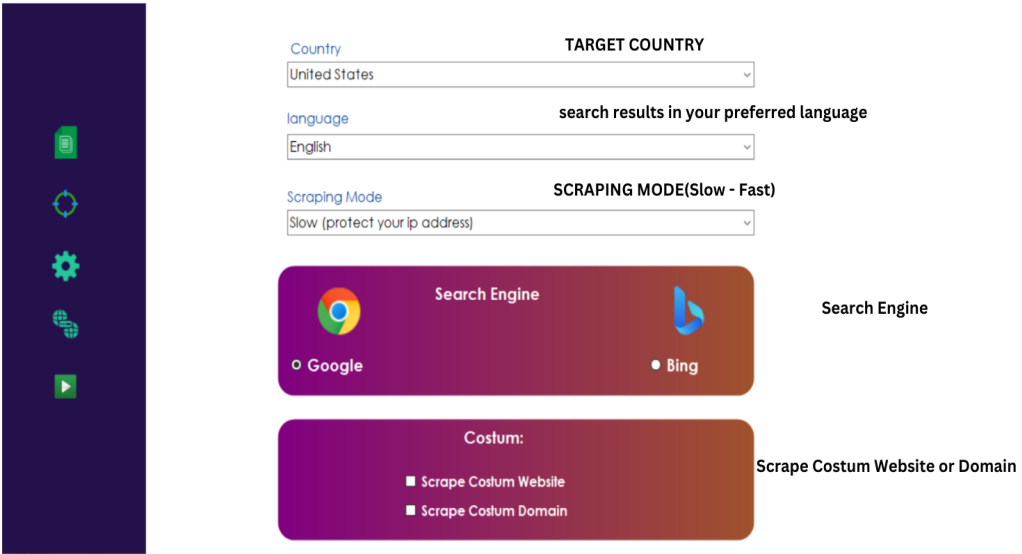 Country
TARGET COUNTRY
United States
language
search results in your preferred language
English
Scraping Mode
SCRAPING MODE(Slow - Fast)
Slow (protect your ip address)
Search Engine
Search Engine
Google
Bing
Costum:
Scrape Costum Website or Domain
Scrape Costum Website
Scrape Costum Domain